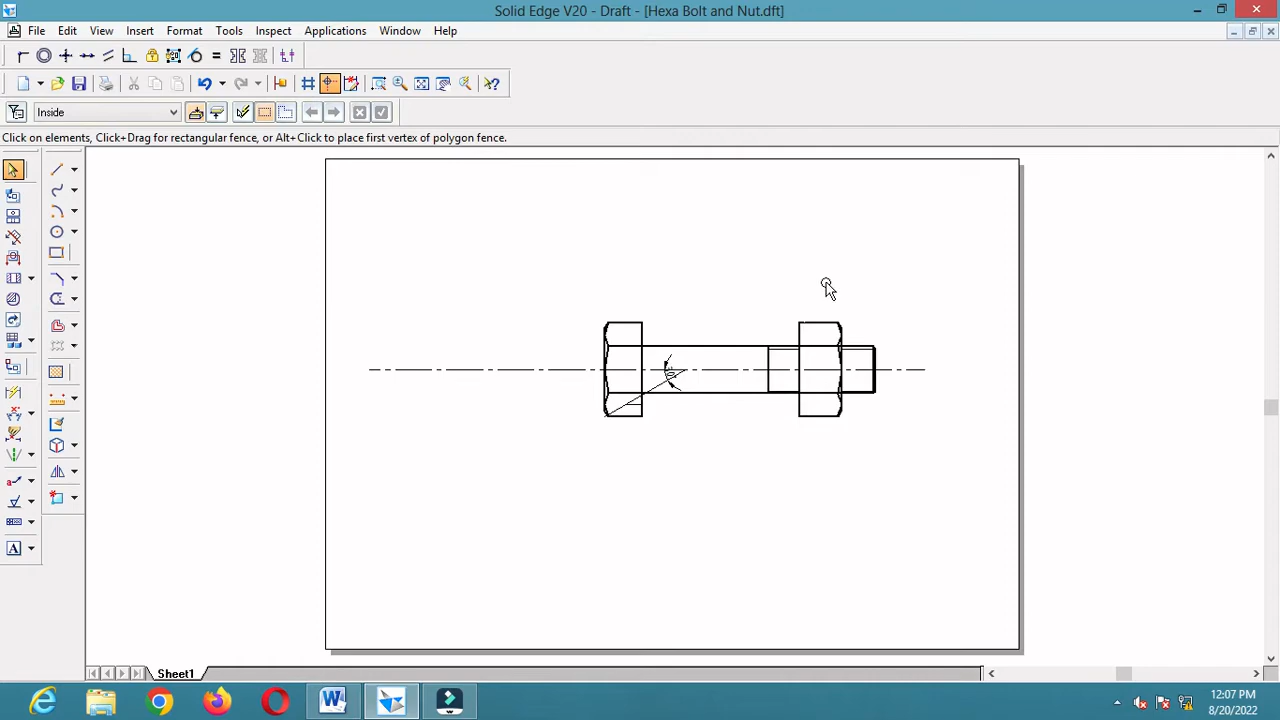 Solid Edge V20 - Draft - [Hexa Bolt and Nut.dft]
File Edit View Insert Format Tools Inspect Applications Window Help
Inside
Click on elements, Click+Drag for rectangular fence, or Alt+Click to place first vertex of polygon fence.
A
Sheet1
12:07 PM
8/20/2022